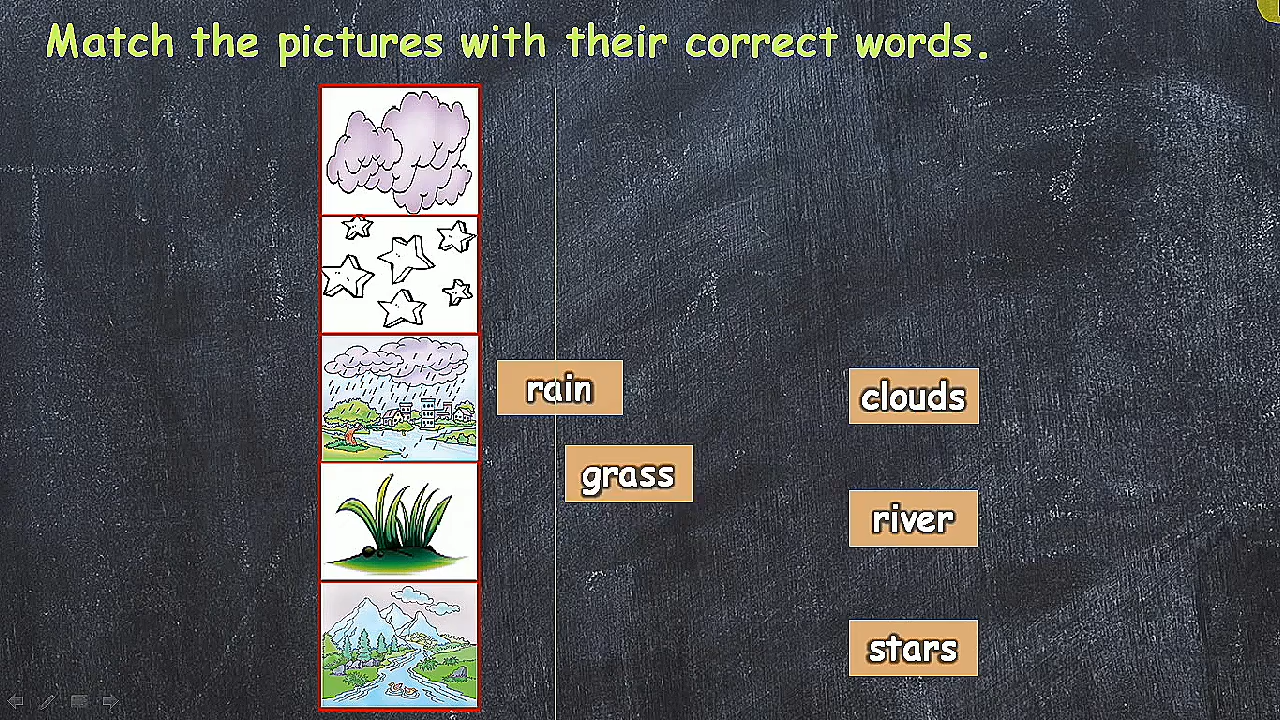 Match the pictures with their correct words.
rain
clouds
grass
river
stars